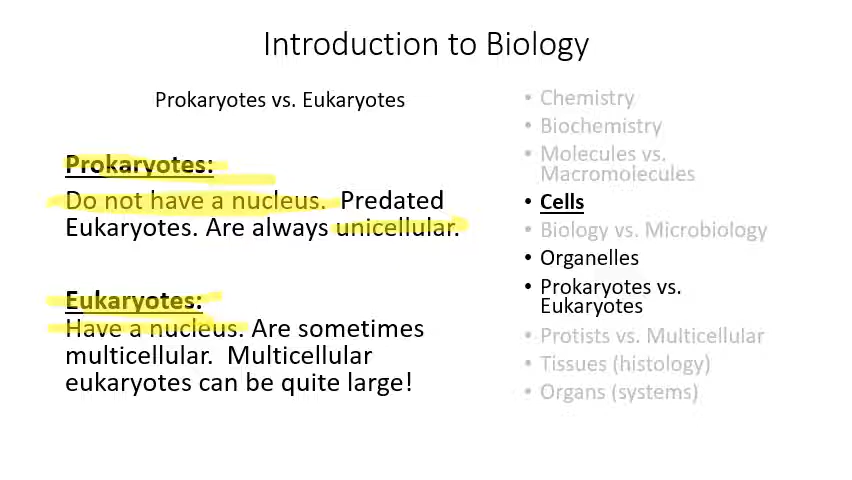 Introduction to Biology
Prokaryotes vs. Eukaryotes
Prokaryotes:
Do not have a nucleus. Predated
Eukaryotes. Are always unicellular.
Eukaryotes:
Have a nucleus. Are sometimes
multicellular. Multicellular
eukaryotes can be quite large!
• Chemistry
• Biochemistry
• Molecules vs.
Macromolecules
• Cells
• Biology vs. Microbiology
• Organelles
• Prokaryotes vs.
Eukaryotes
• Protists vs. Multicellular
• Tissues (histology)
• Organs (systems)